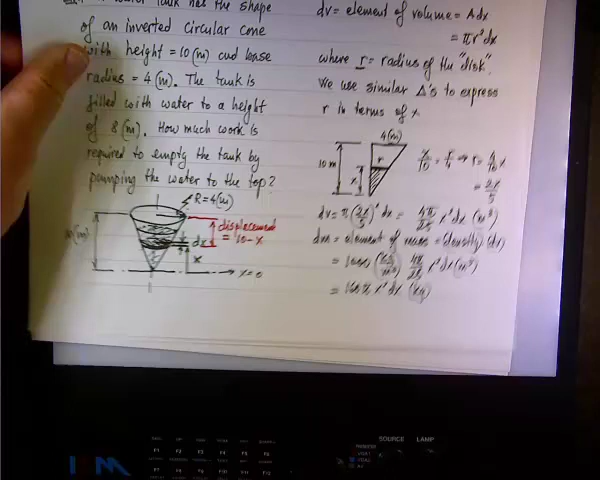 water tank has the shape
of an inverted circular cone
with height = 10 (m) and base
radius = 4 (m). The tank is
filled with water to a height
of 8 (m). How much work is
required to empty the tank by
pumping the water to the top?
R = 4(m)
displacement
= 10 - x
dx
x
x = 0
dv = element of volume = A dx
= πr² dx
where r = radius of the "disk".
We use similar Δ's to express
r in terms of x
4(m)
10 m
r
x
x/10 = r/4 ⇒ r = 4/10 x
= 2x/5
dv = π (2x/5)² dx = 4π/25 x² dx (m³)
dm = element of mass = (density)(dv)
= 1000 (kg/m³) 4π/25 x² dx (m³)
= 160 π x² dx (kg)
SOURCE LAMP
IBM